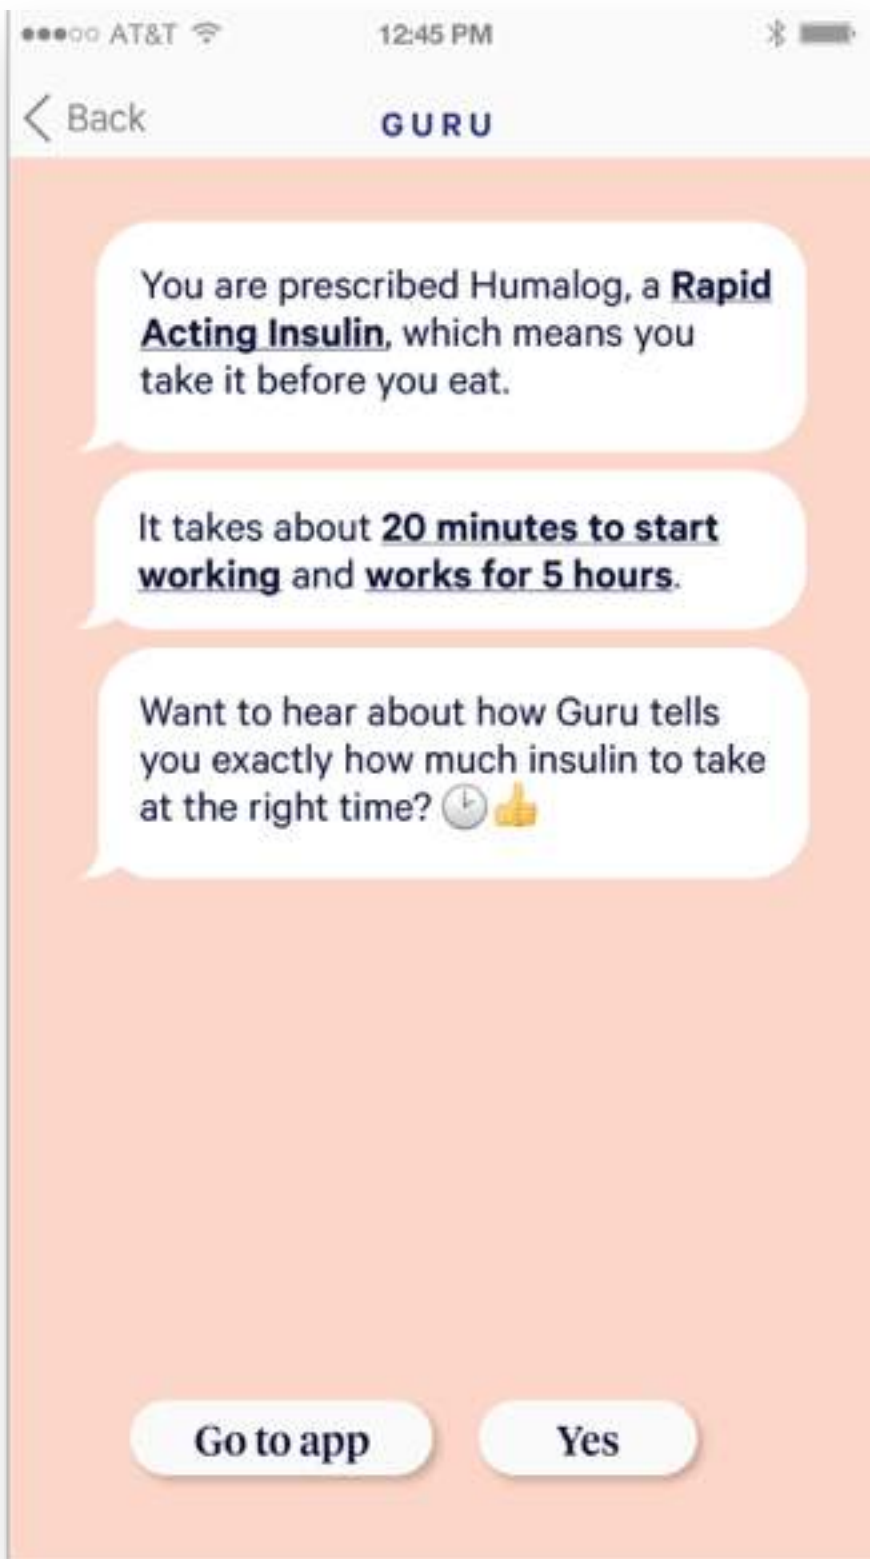 AT&T 12:45 PM
Back GURU
You are prescribed Humalog, a Rapid
Acting Insulin, which means you
take it before you eat.
It takes about 20 minutes to start
working and works for 5 hours.
Want to hear about how Guru tells
you exactly how much insulin to take
at the right time? 🕑👍
Go to app Yes